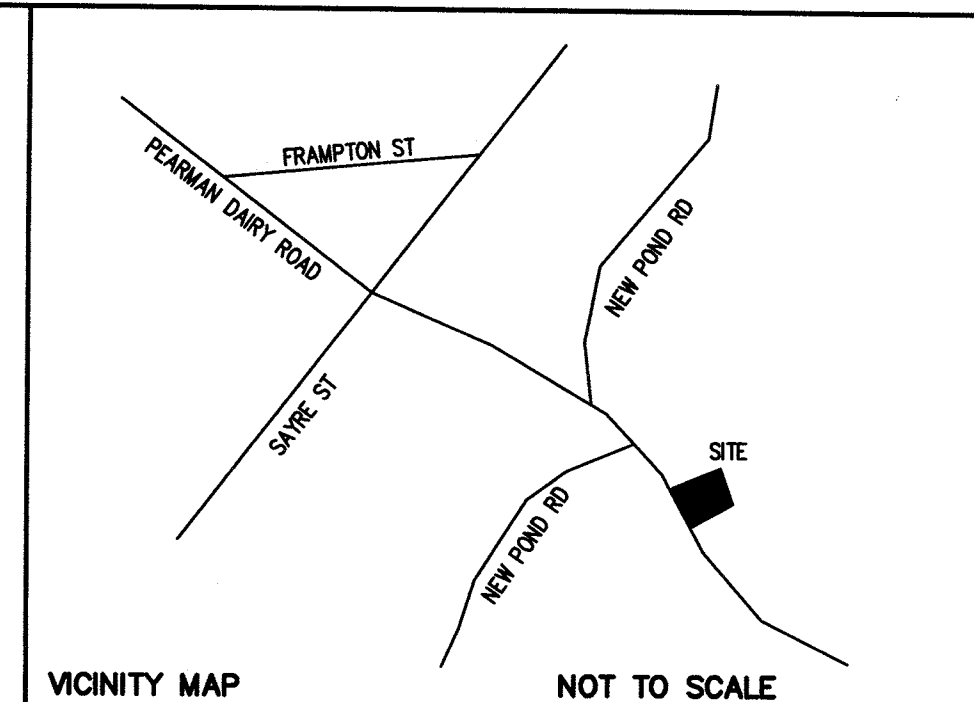 FRAMPTON ST
PEARMAN DAIRY ROAD
NEW POND RD
SAYRE ST
SITE
NEW POND RD
VICINITY MAP
NOT TO SCALE